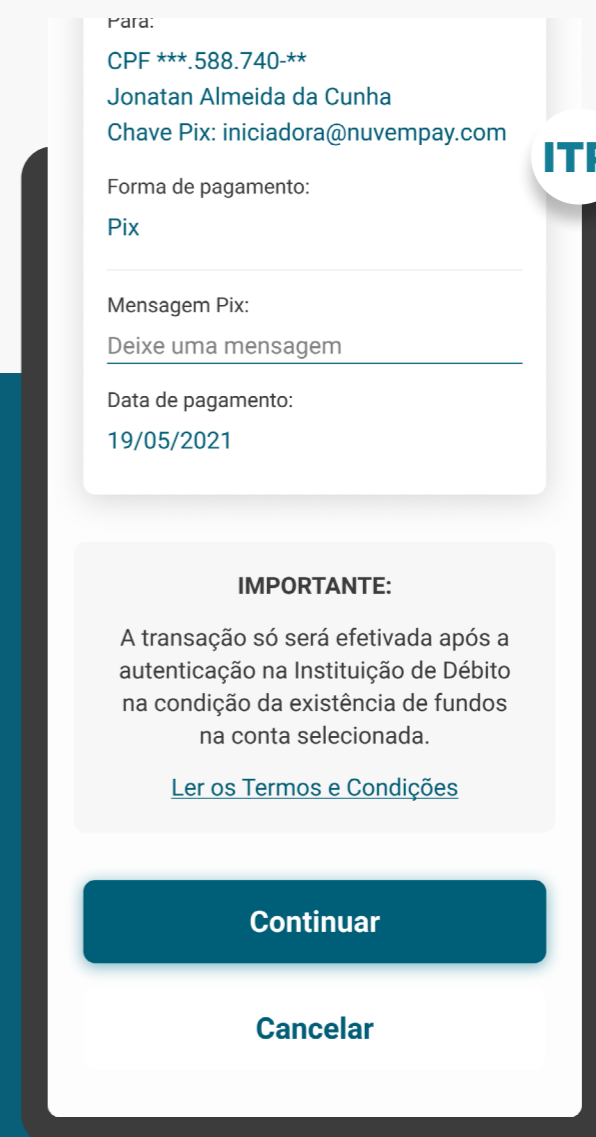 Para:
CPF ***.588.740-**
Jonatan Almeida da Cunha
Chave Pix: iniciadora@nuvempay.com
Forma de pagamento:
Pix
Mensagem Pix:
Deixe uma mensagem
Data de pagamento:
19/05/2021
IMPORTANTE:
A transação só será efetivada após a
autenticação na Instituição de Débito
na condição da existência de fundos
na conta selecionada.
Ler os Termos e Condições
Continuar
Cancelar